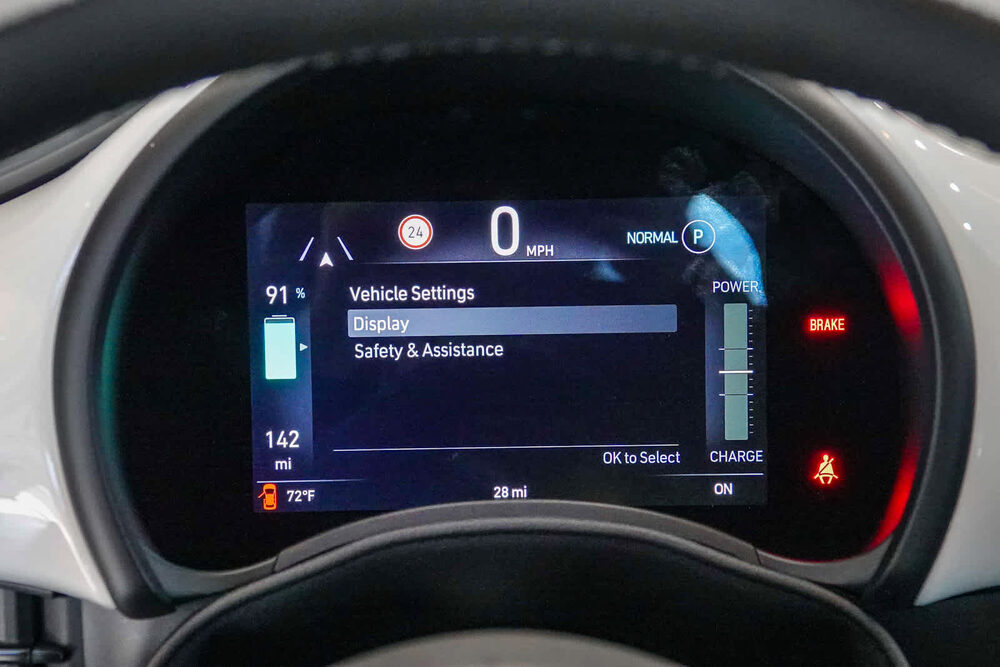 24
0 MPH
NORMAL P
91 %
POWER
Vehicle Settings
Display
Safety & Assistance
BRAKE
142
mi
OK to Select
CHARGE
72°F
28 mi
ON